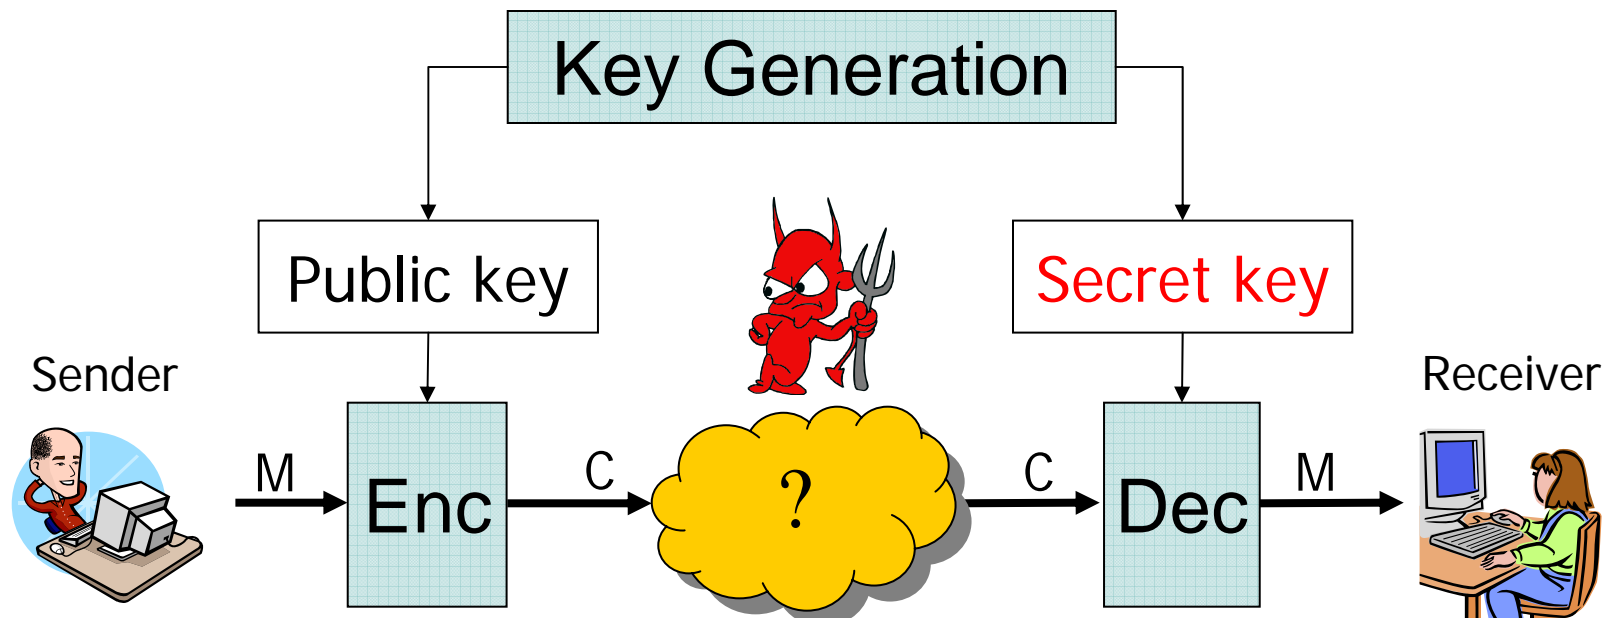 Key Generation
Public key
Secret key
Sender
Receiver
M
Enc
C
?
C
Dec
M